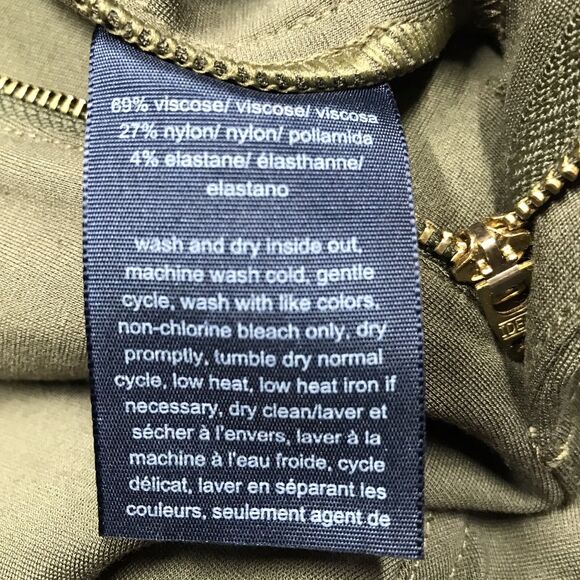 69% viscose/ viscose/ viscosa
27% nylon/ nylon/ poliamida
4% elastane/ élasthanne/
elastano
wash and dry inside out,
machine wash cold, gentle
cycle, wash with like colors,
non-chlorine bleach only, dry
promptly, tumble dry normal
cycle, low heat, low heat iron if
necessary, dry clean/laver et
sécher à l'envers, laver à la
machine à l'eau froide, cycle
délicat, laver en séparant les
couleurs, seulement agent de